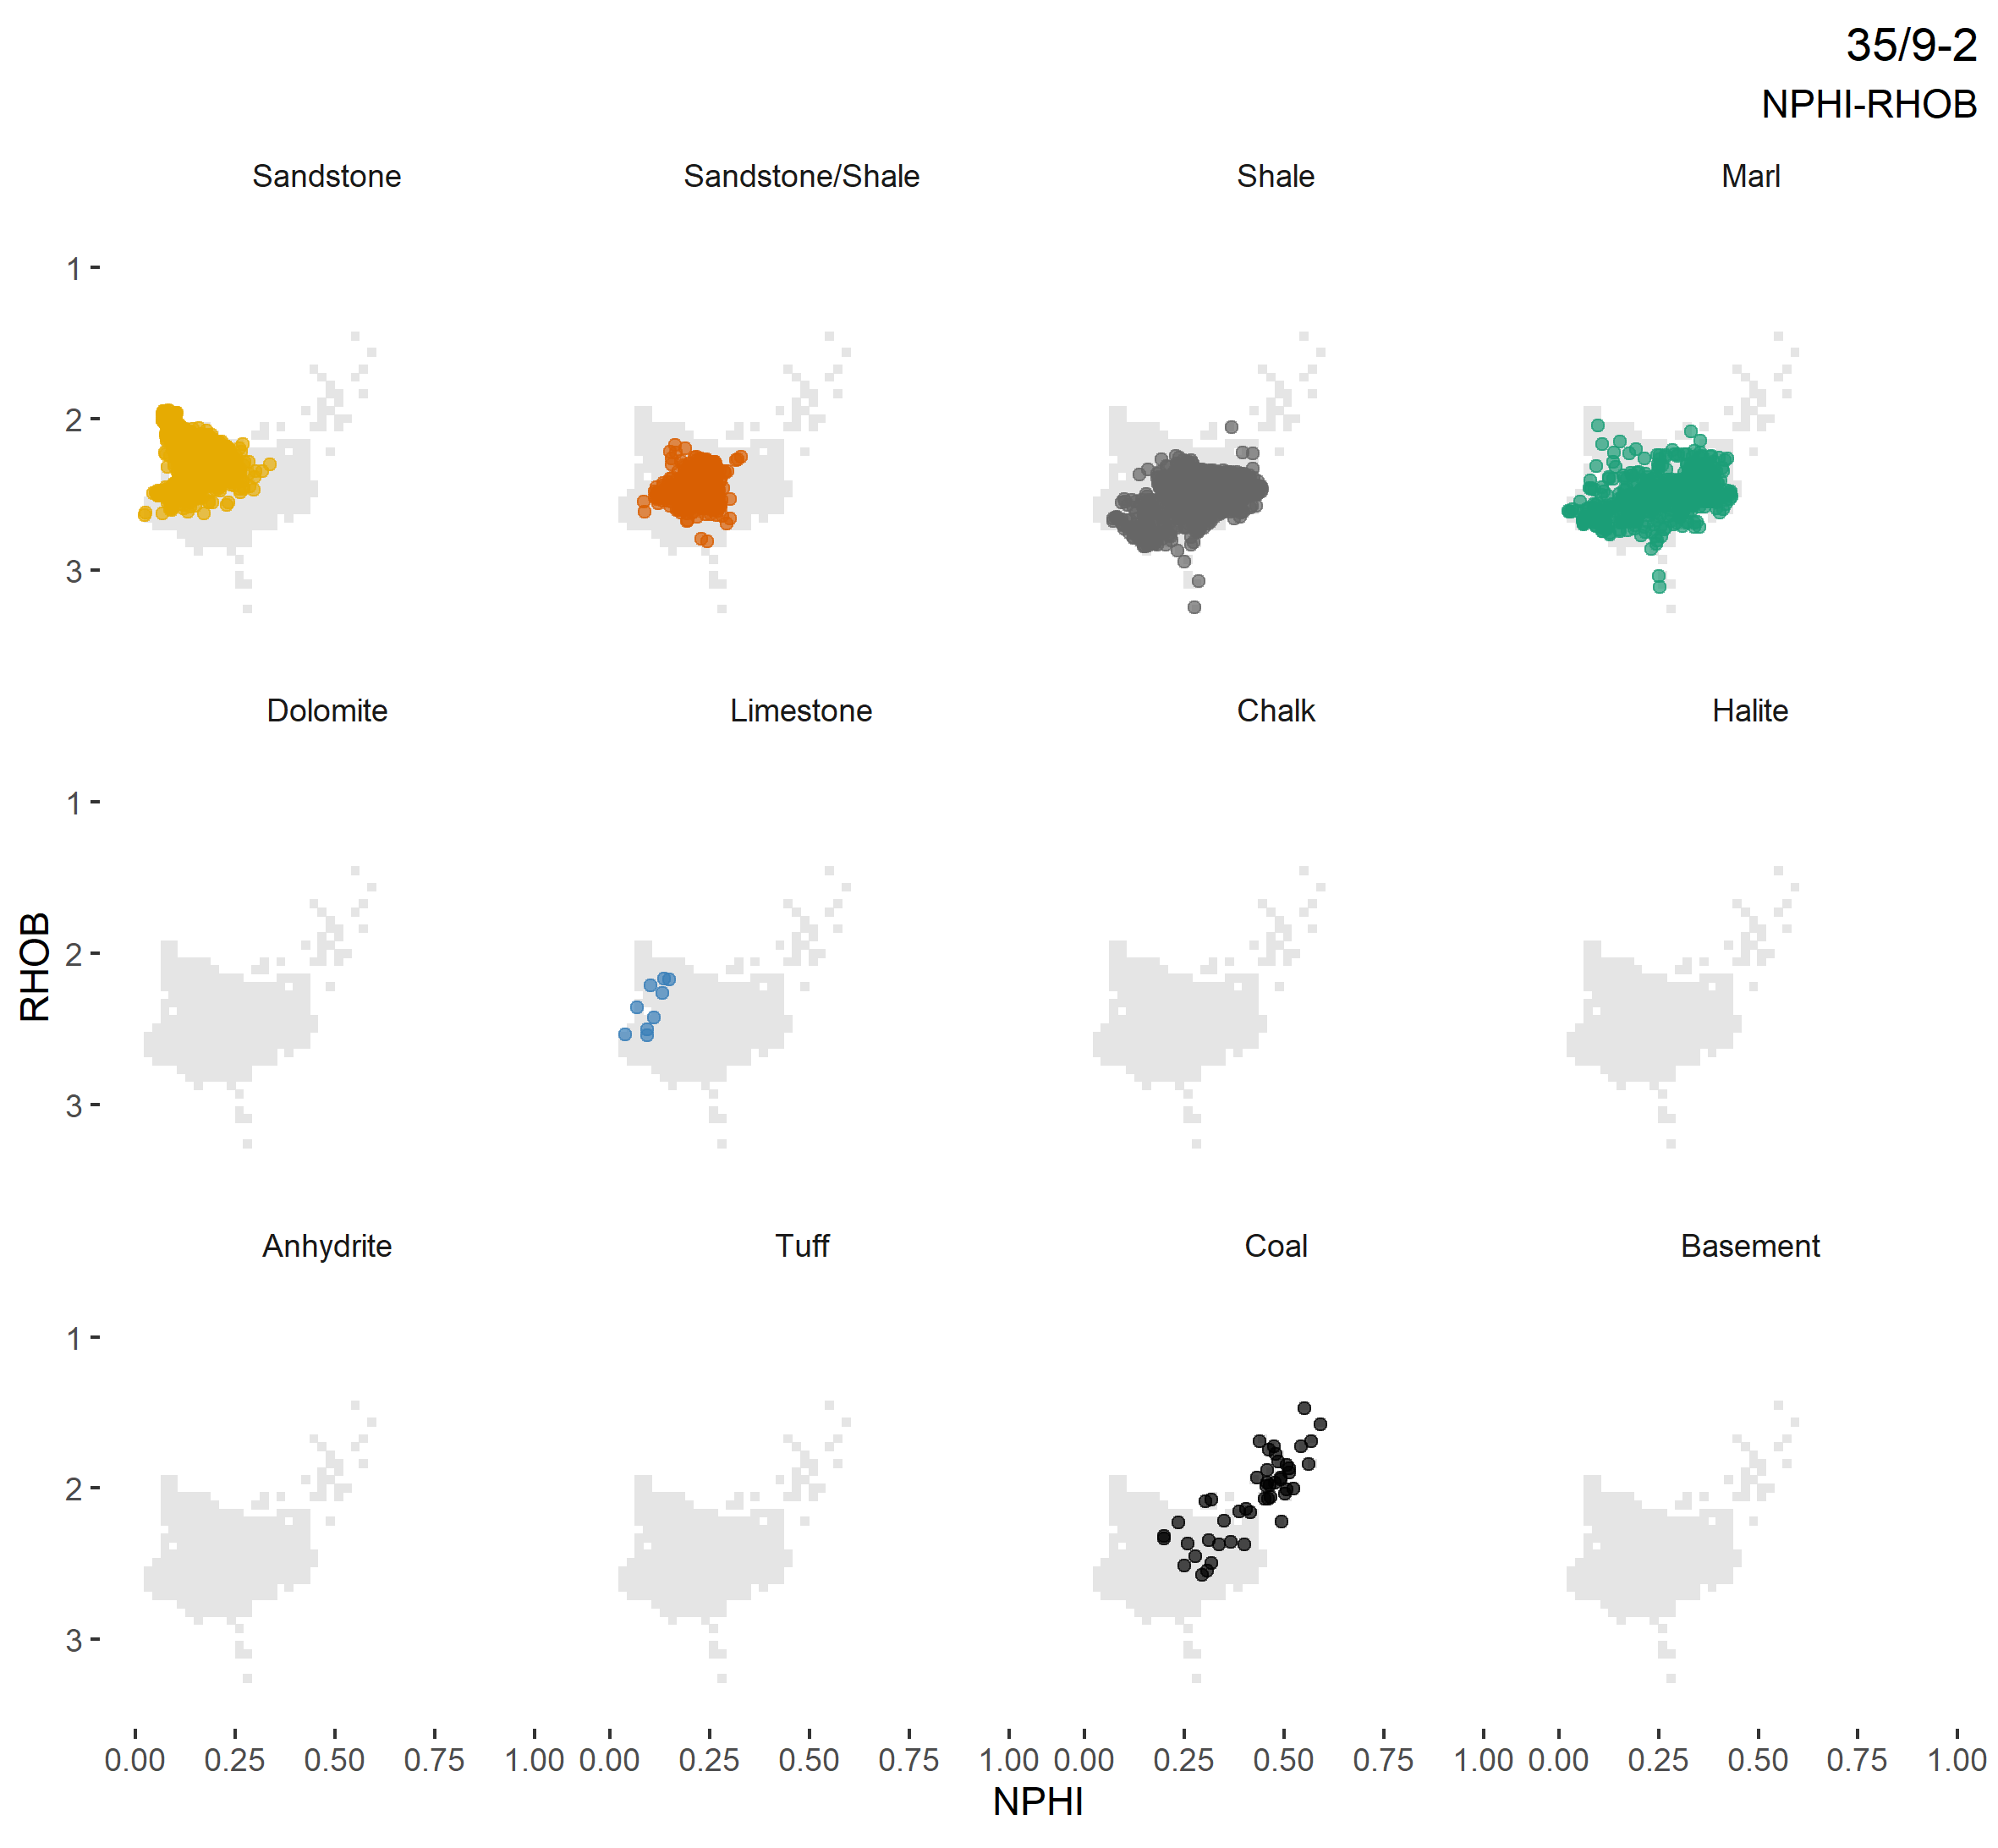 35/9-2
NPHI-RHOB
Sandstone
Sandstone/Shale
Shale
Marl
1
2
3
Dolomite
Limestone
Chalk
Halite
1
2
3
RHOB
Anhydrite
Tuff
Coal
Basement
1
2
3
0.00 0.25 0.50 0.75 1.00 0.00 0.25 0.50 0.75 1.00 0.00 0.25 0.50 0.75 1.00 0.00 0.25 0.50 0.75 1.00
NPHI